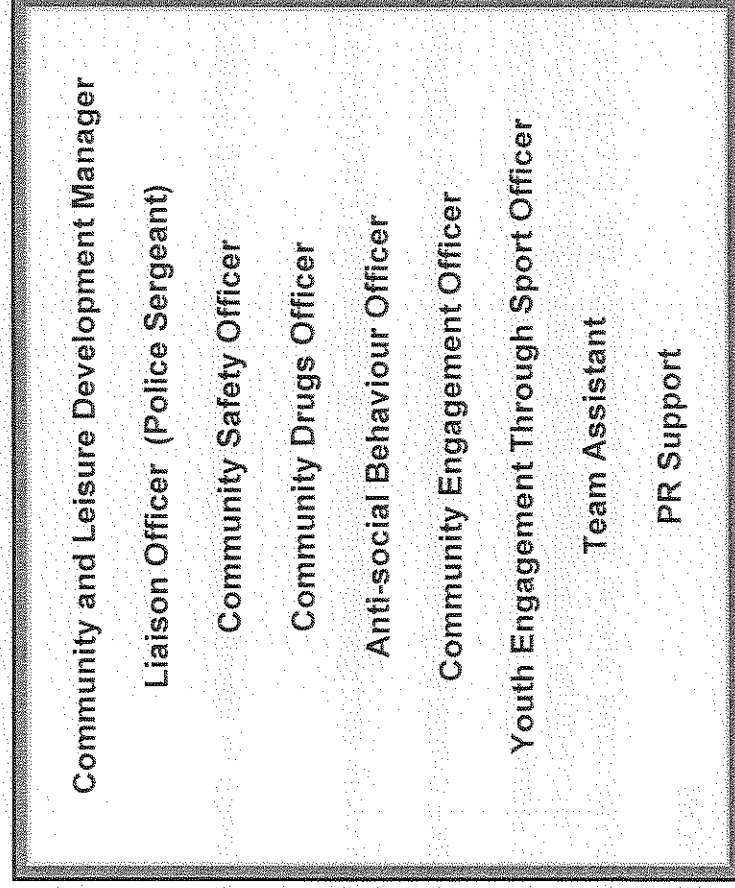 Community and Leisure Development Manager
Liaison Officer (Police Sergeant)
Community Safety Officer
Community Drugs Officer
Anti-social Behaviour Officer
Community Engagement Officer
Youth Engagement Through Sport Officer
Team Assistant
PR Support